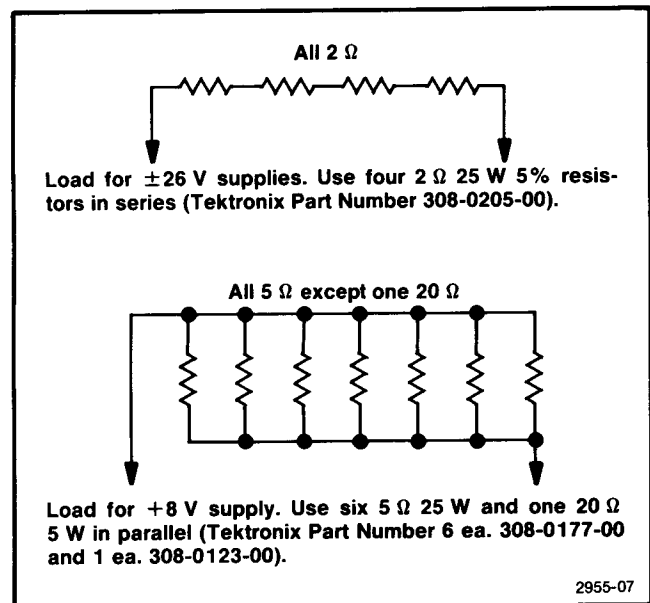 All 2 Ω
Load for ±26 V supplies. Use four 2 Ω 25 W 5% resis-
tors in series (Tektronix Part Number 308-0205-00).
All 5 Ω except one 20 Ω
Load for +8 V supply. Use six 5 Ω 25 W and one 20 Ω
5 W in parallel (Tektronix Part Number 6 ea. 308-0177-00
and 1 ea. 308-0123-00).
2955-07